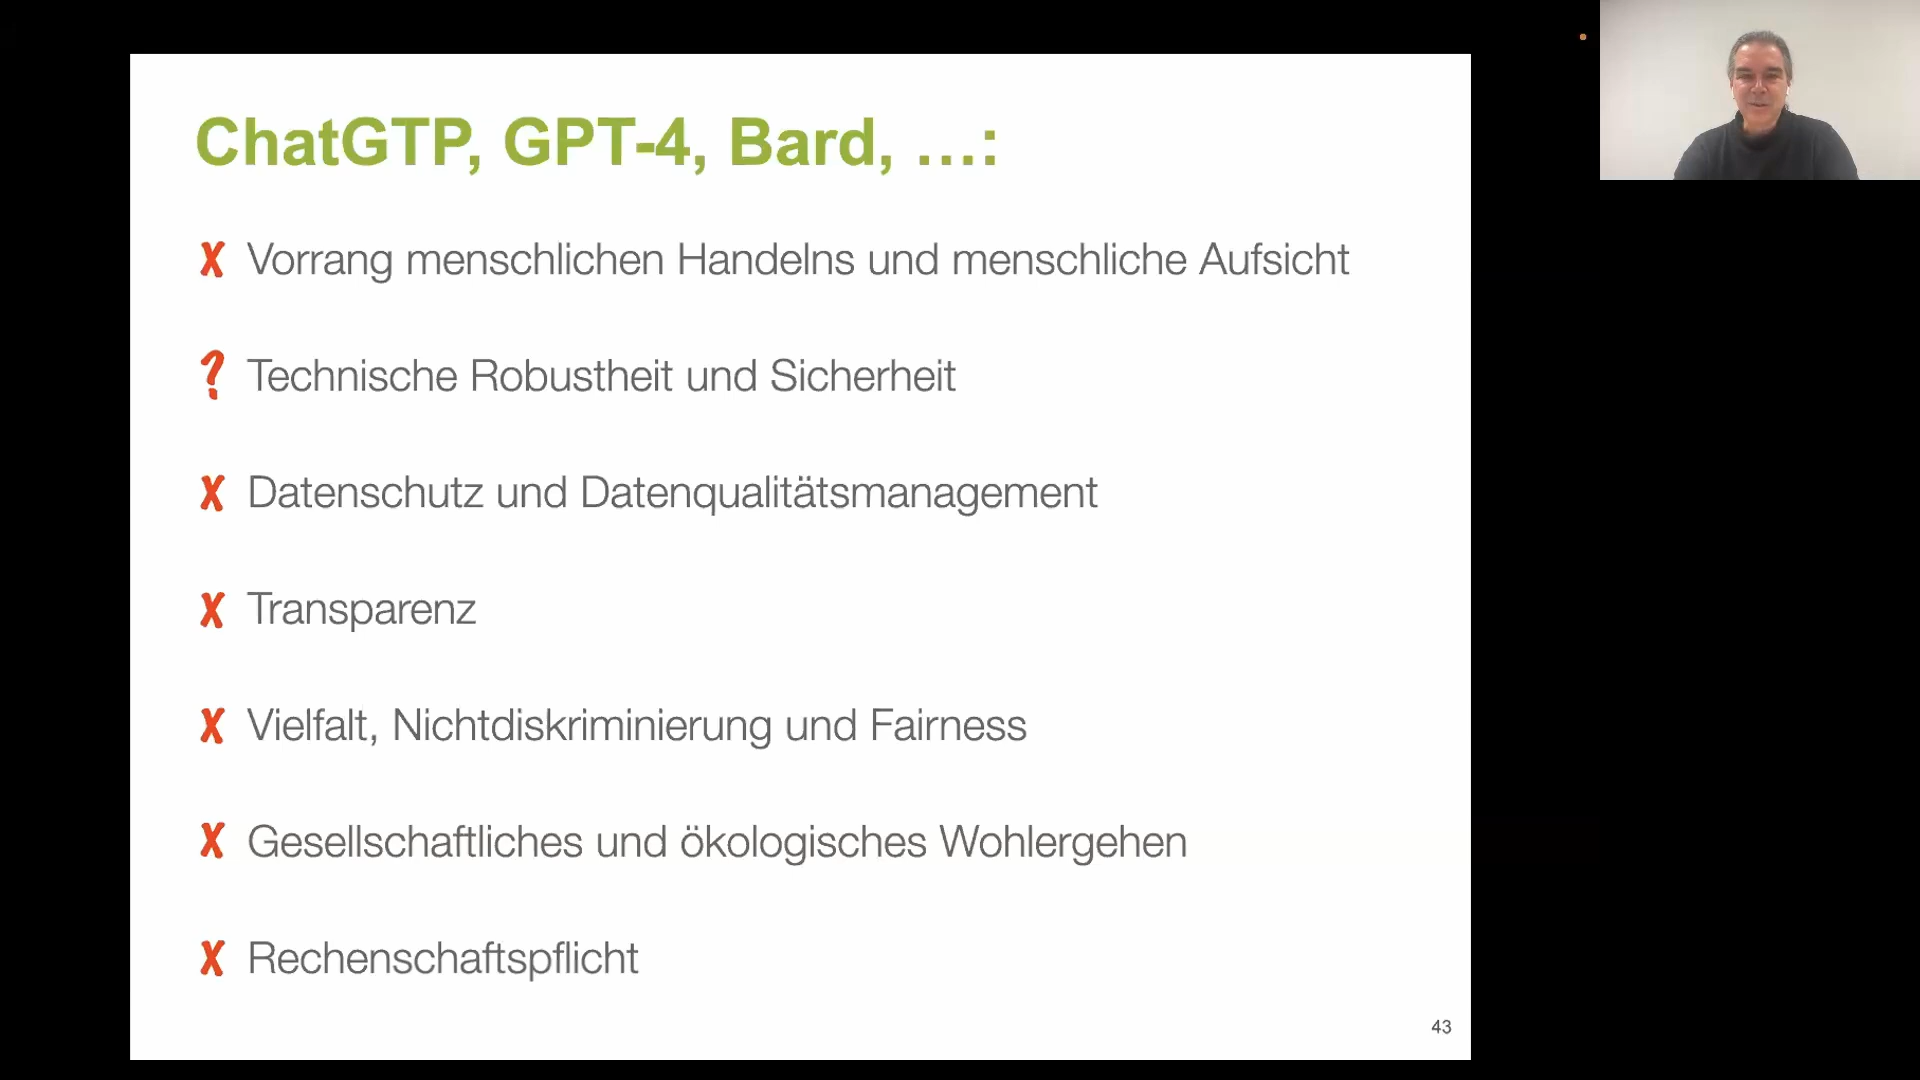 ChatGTP, GPT-4, Bard, …:
✗ Vorrang menschlichen Handelns und menschliche Aufsicht
? Technische Robustheit und Sicherheit
✗ Datenschutz und Datenqualitätsmanagement
✗ Transparenz
✗ Vielfalt, Nichtdiskriminierung und Fairness
✗ Gesellschaftliches und ökologisches Wohlergehen
✗ Rechenschaftspflicht
43